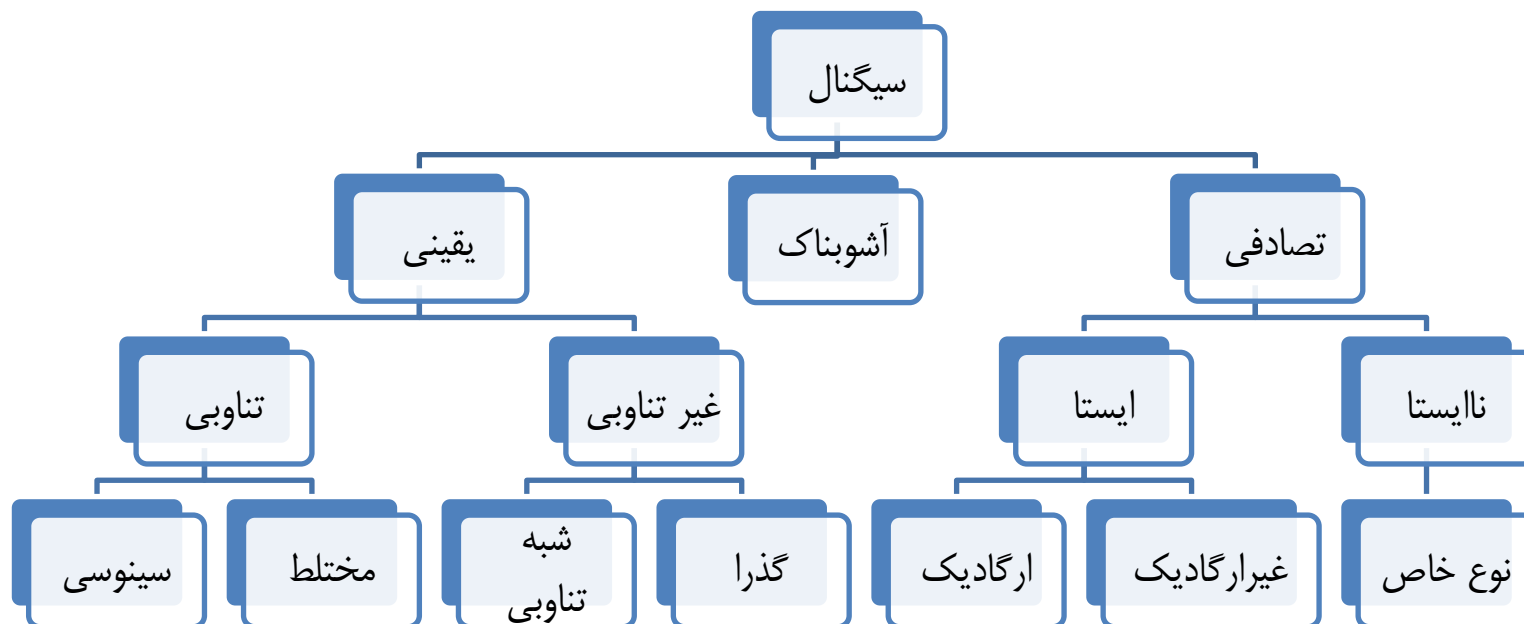 سیگنال
تصادفی
آشوبناک
یقینی
ناایستا
ایستا
غیر تناوبی
تناوبی
نوع خاص
غیرارگادیک
ارگادیک
گذرا
شبه
تناوبی
مختلط
سینوسی